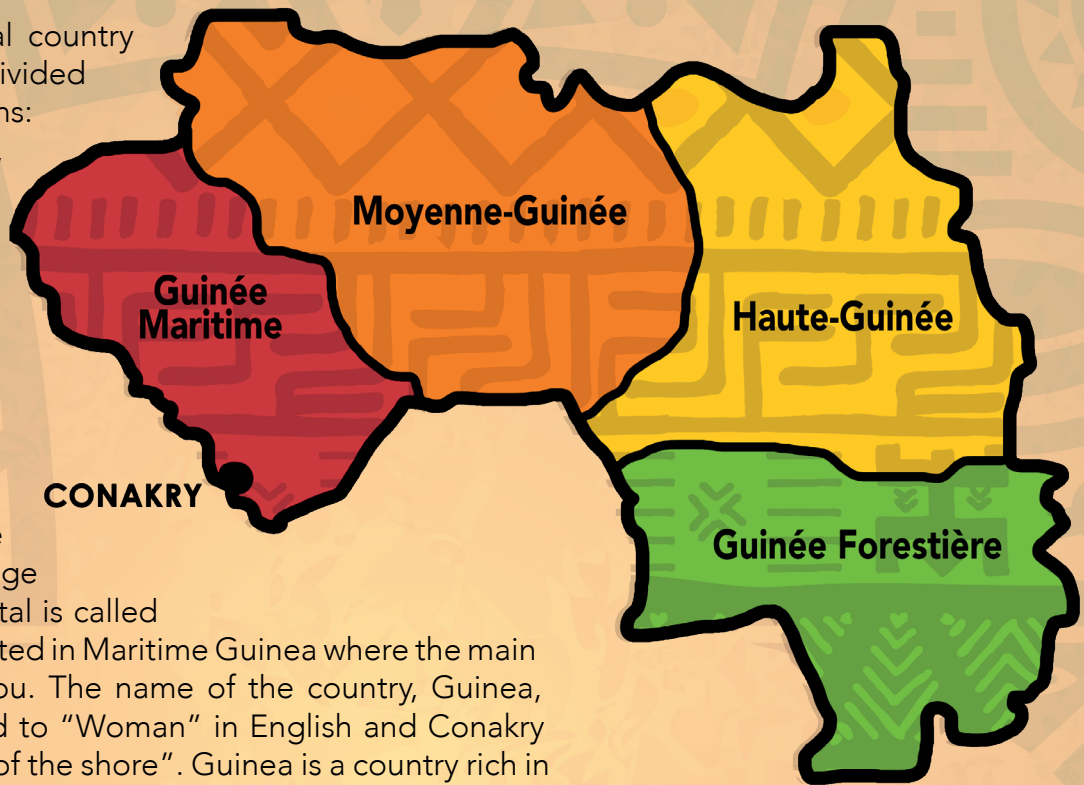 al country
ivided
ns:
Moyenne-Guinée
Guinée
Maritime
Haute-Guinée
CONAKRY
Guinée Forestière
e
ge
tal is called
ted in Maritime Guinea where the main
ou. The name of the country, Guinea,
d to “Woman” in English and Conakry
of the shore”. Guinea is a country rich in